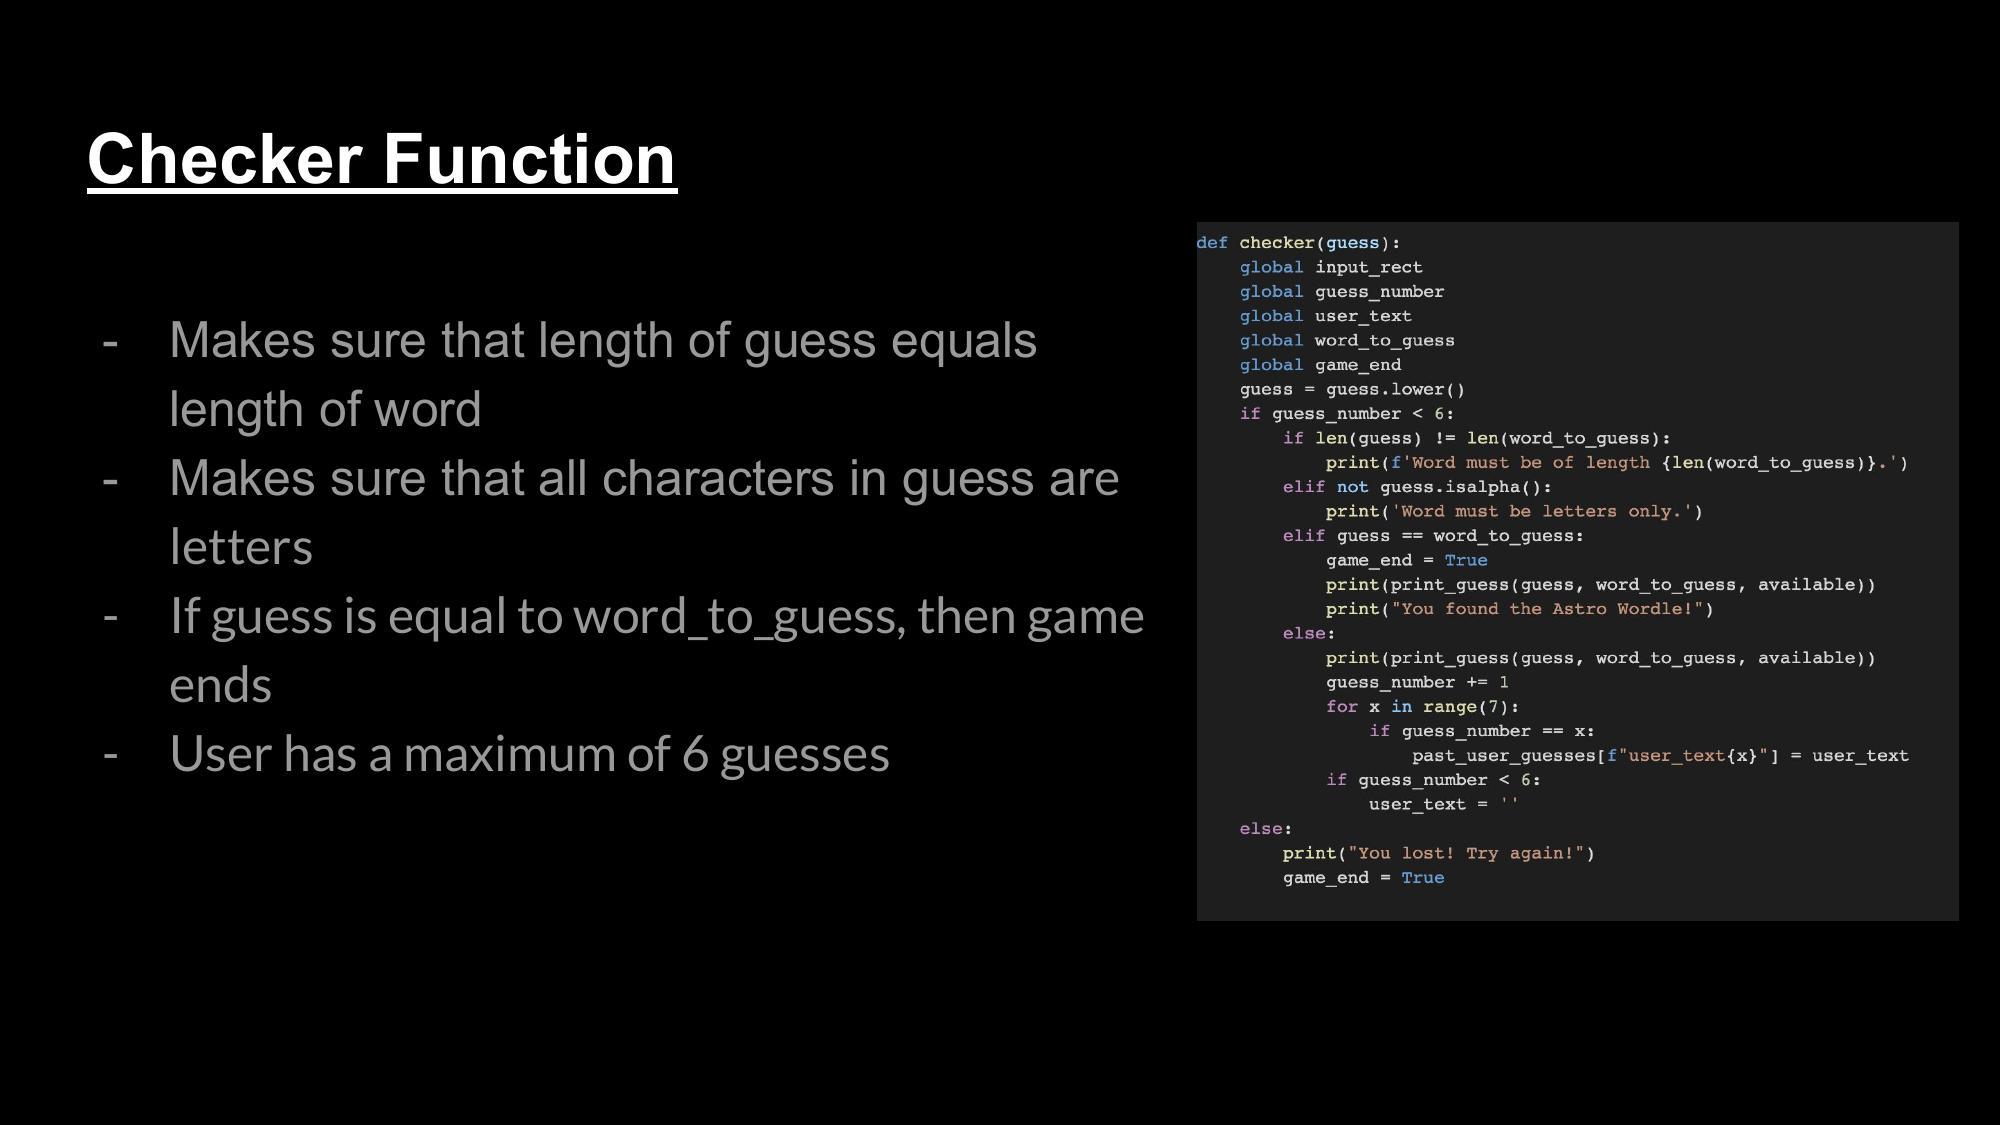 Checker Function
- Makes sure that length of guess equals
length of word
- Makes sure that all characters in guess are
letters
- If guess is equal to word_to_guess, then game
ends
- User has a maximum of 6 guesses
def checker(guess):
    global input_rect
    global guess_number
    global user_text
    global word_to_guess
    global game_end
    guess = guess.lower()
    if guess_number < 6:
        if len(guess) != len(word_to_guess):
            print(f'Word must be of length {len(word_to_guess)}.')
        elif not guess.isalpha():
            print('Word must be letters only.')
        elif guess == word_to_guess:
            game_end = True
            print(print_guess(guess, word_to_guess, available))
            print("You found the Astro Wordle!")
        else:
            print(print_guess(guess, word_to_guess, available))
            guess_number += 1
            for x in range(7):
                if guess_number == x:
                    past_user_guesses[f"user_text{x}"] = user_text
            if guess_number < 6:
                user_text = ''
    else:
        print("You lost! Try again!")
        game_end = True